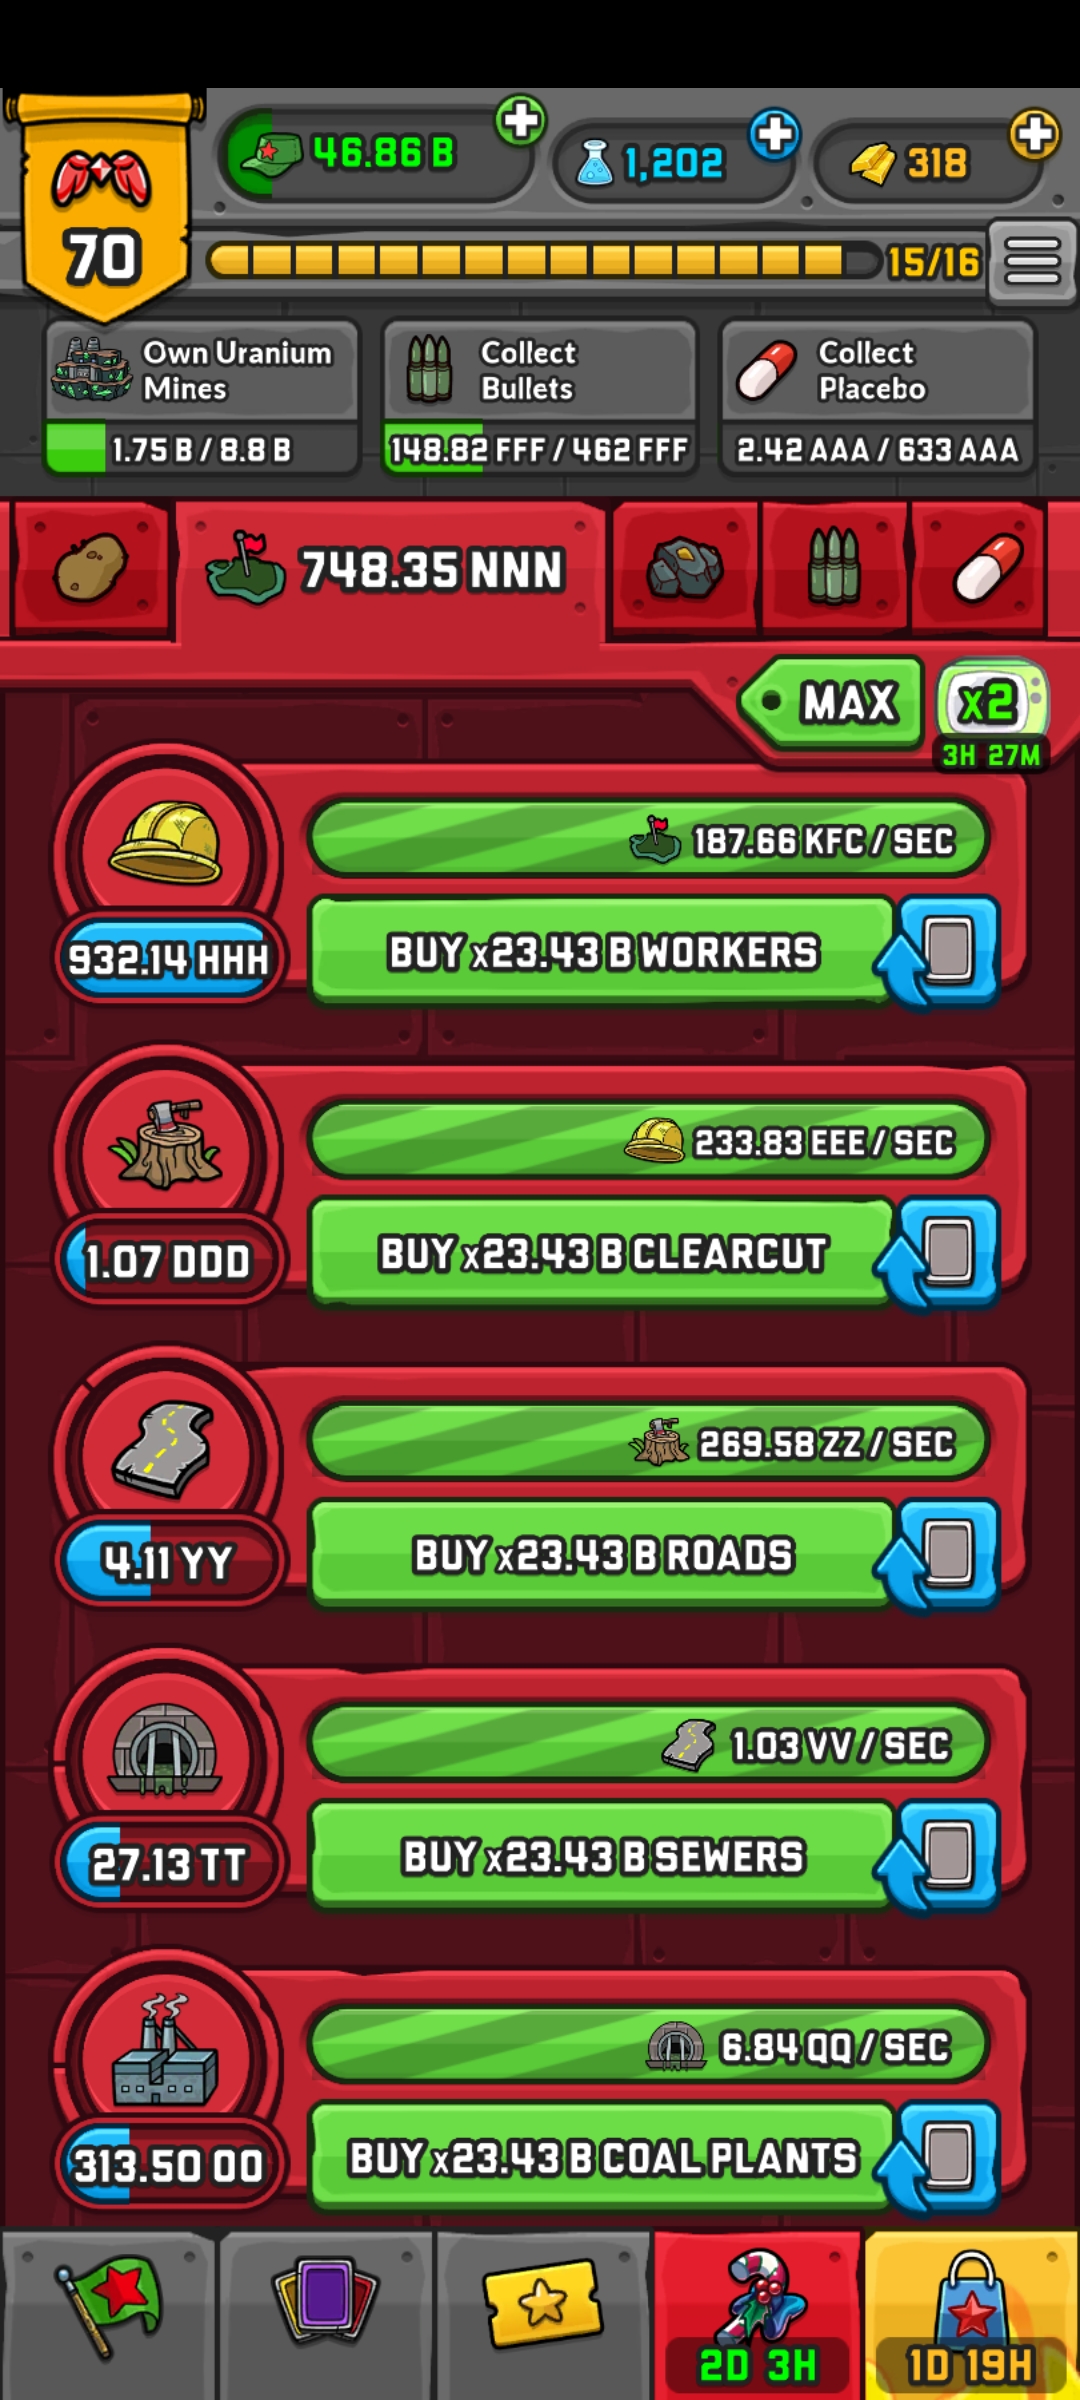 46.86 B
1,202
318
70
15/16
Own Uranium
Mines
1.75 B / 8.8 B
Collect
Bullets
148.82 FFF / 462 FFF
Collect
Placebo
2.42 AAA / 633 AAA
748.35 NNN
MAX
x2
3H 27M
187.66 KFC / SEC
932.14 HHH
BUY x23.43 B WORKERS
233.83 EEE / SEC
1.07 DDD
BUY x23.43 B CLEARCUT
269.58 ZZ / SEC
4.11 YY
BUY x23.43 B ROADS
1.03 VV / SEC
27.13 TT
BUY x23.43 B SEWERS
6.84 QQ / SEC
313.50 OO
BUY x23.43 B COAL PLANTS
2D 3H
1D 19H